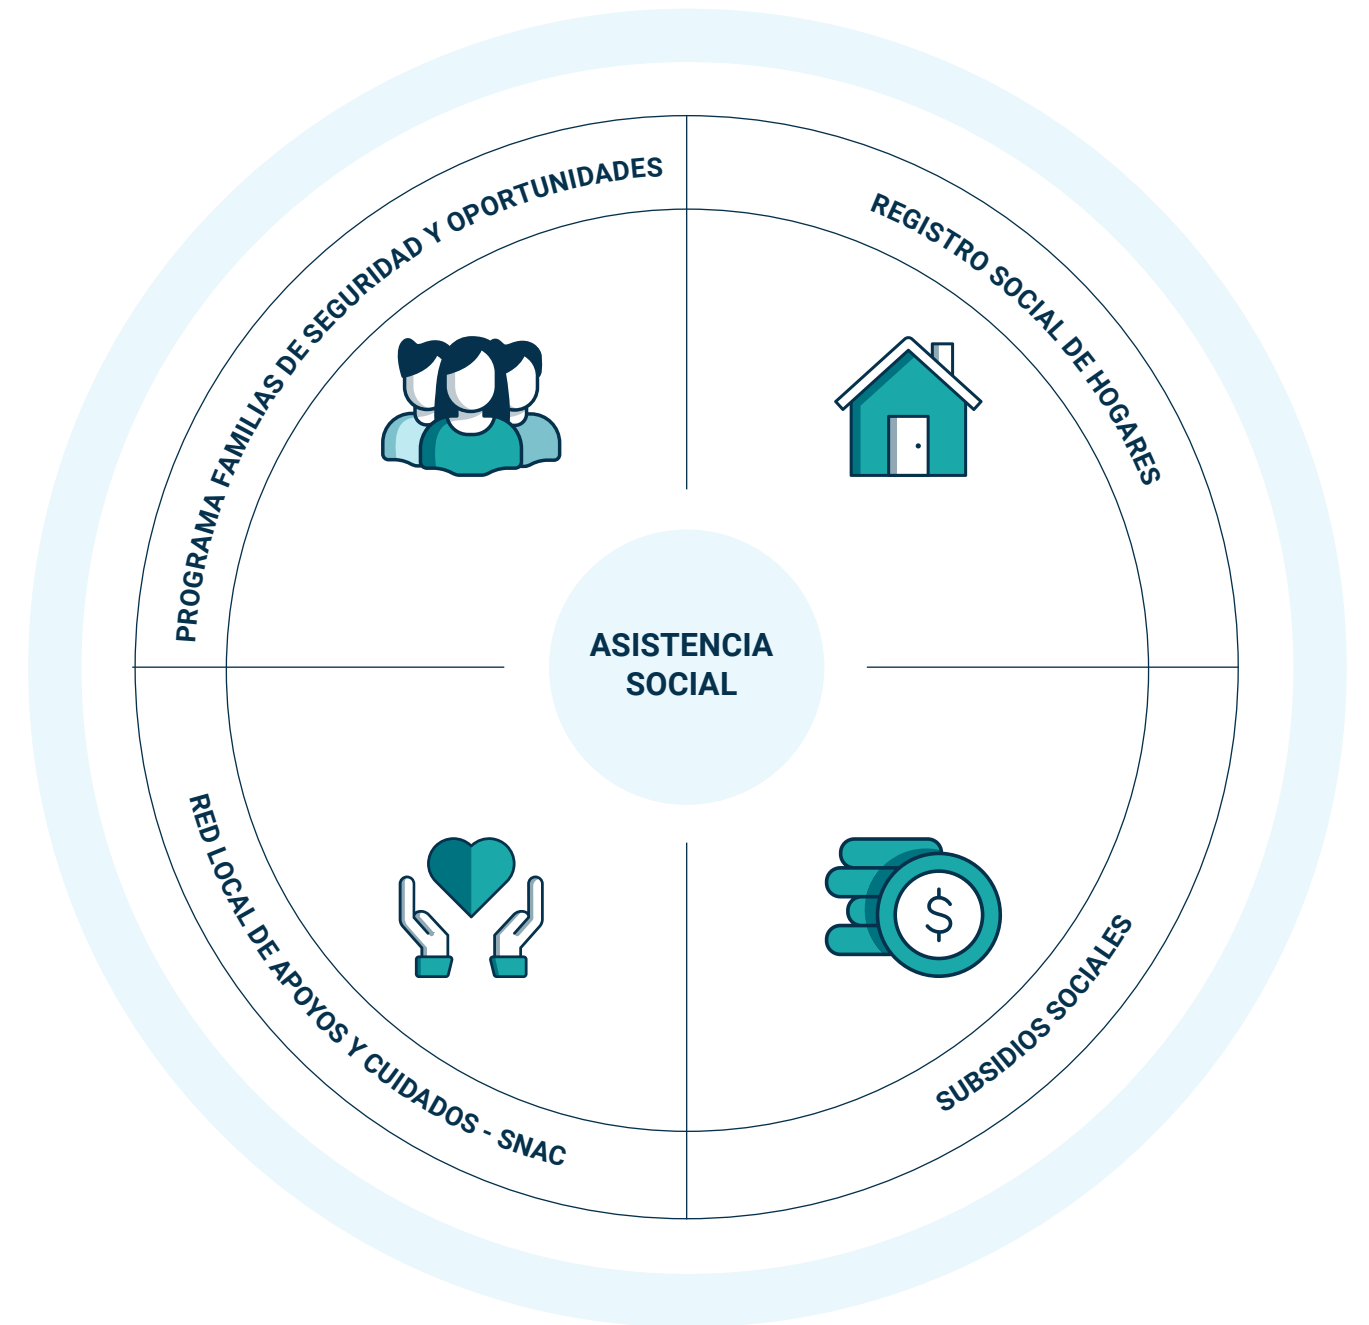 PROGRAMA FAMILIAS DE SEGURIDAD Y OPORTUNIDADES
REGISTRO SOCIAL DE HOGARES
ASISTENCIA
SOCIAL
RED LOCAL DE APOYOS Y CUIDADOS - SNAC
SUBSIDIOS SOCIALES
$